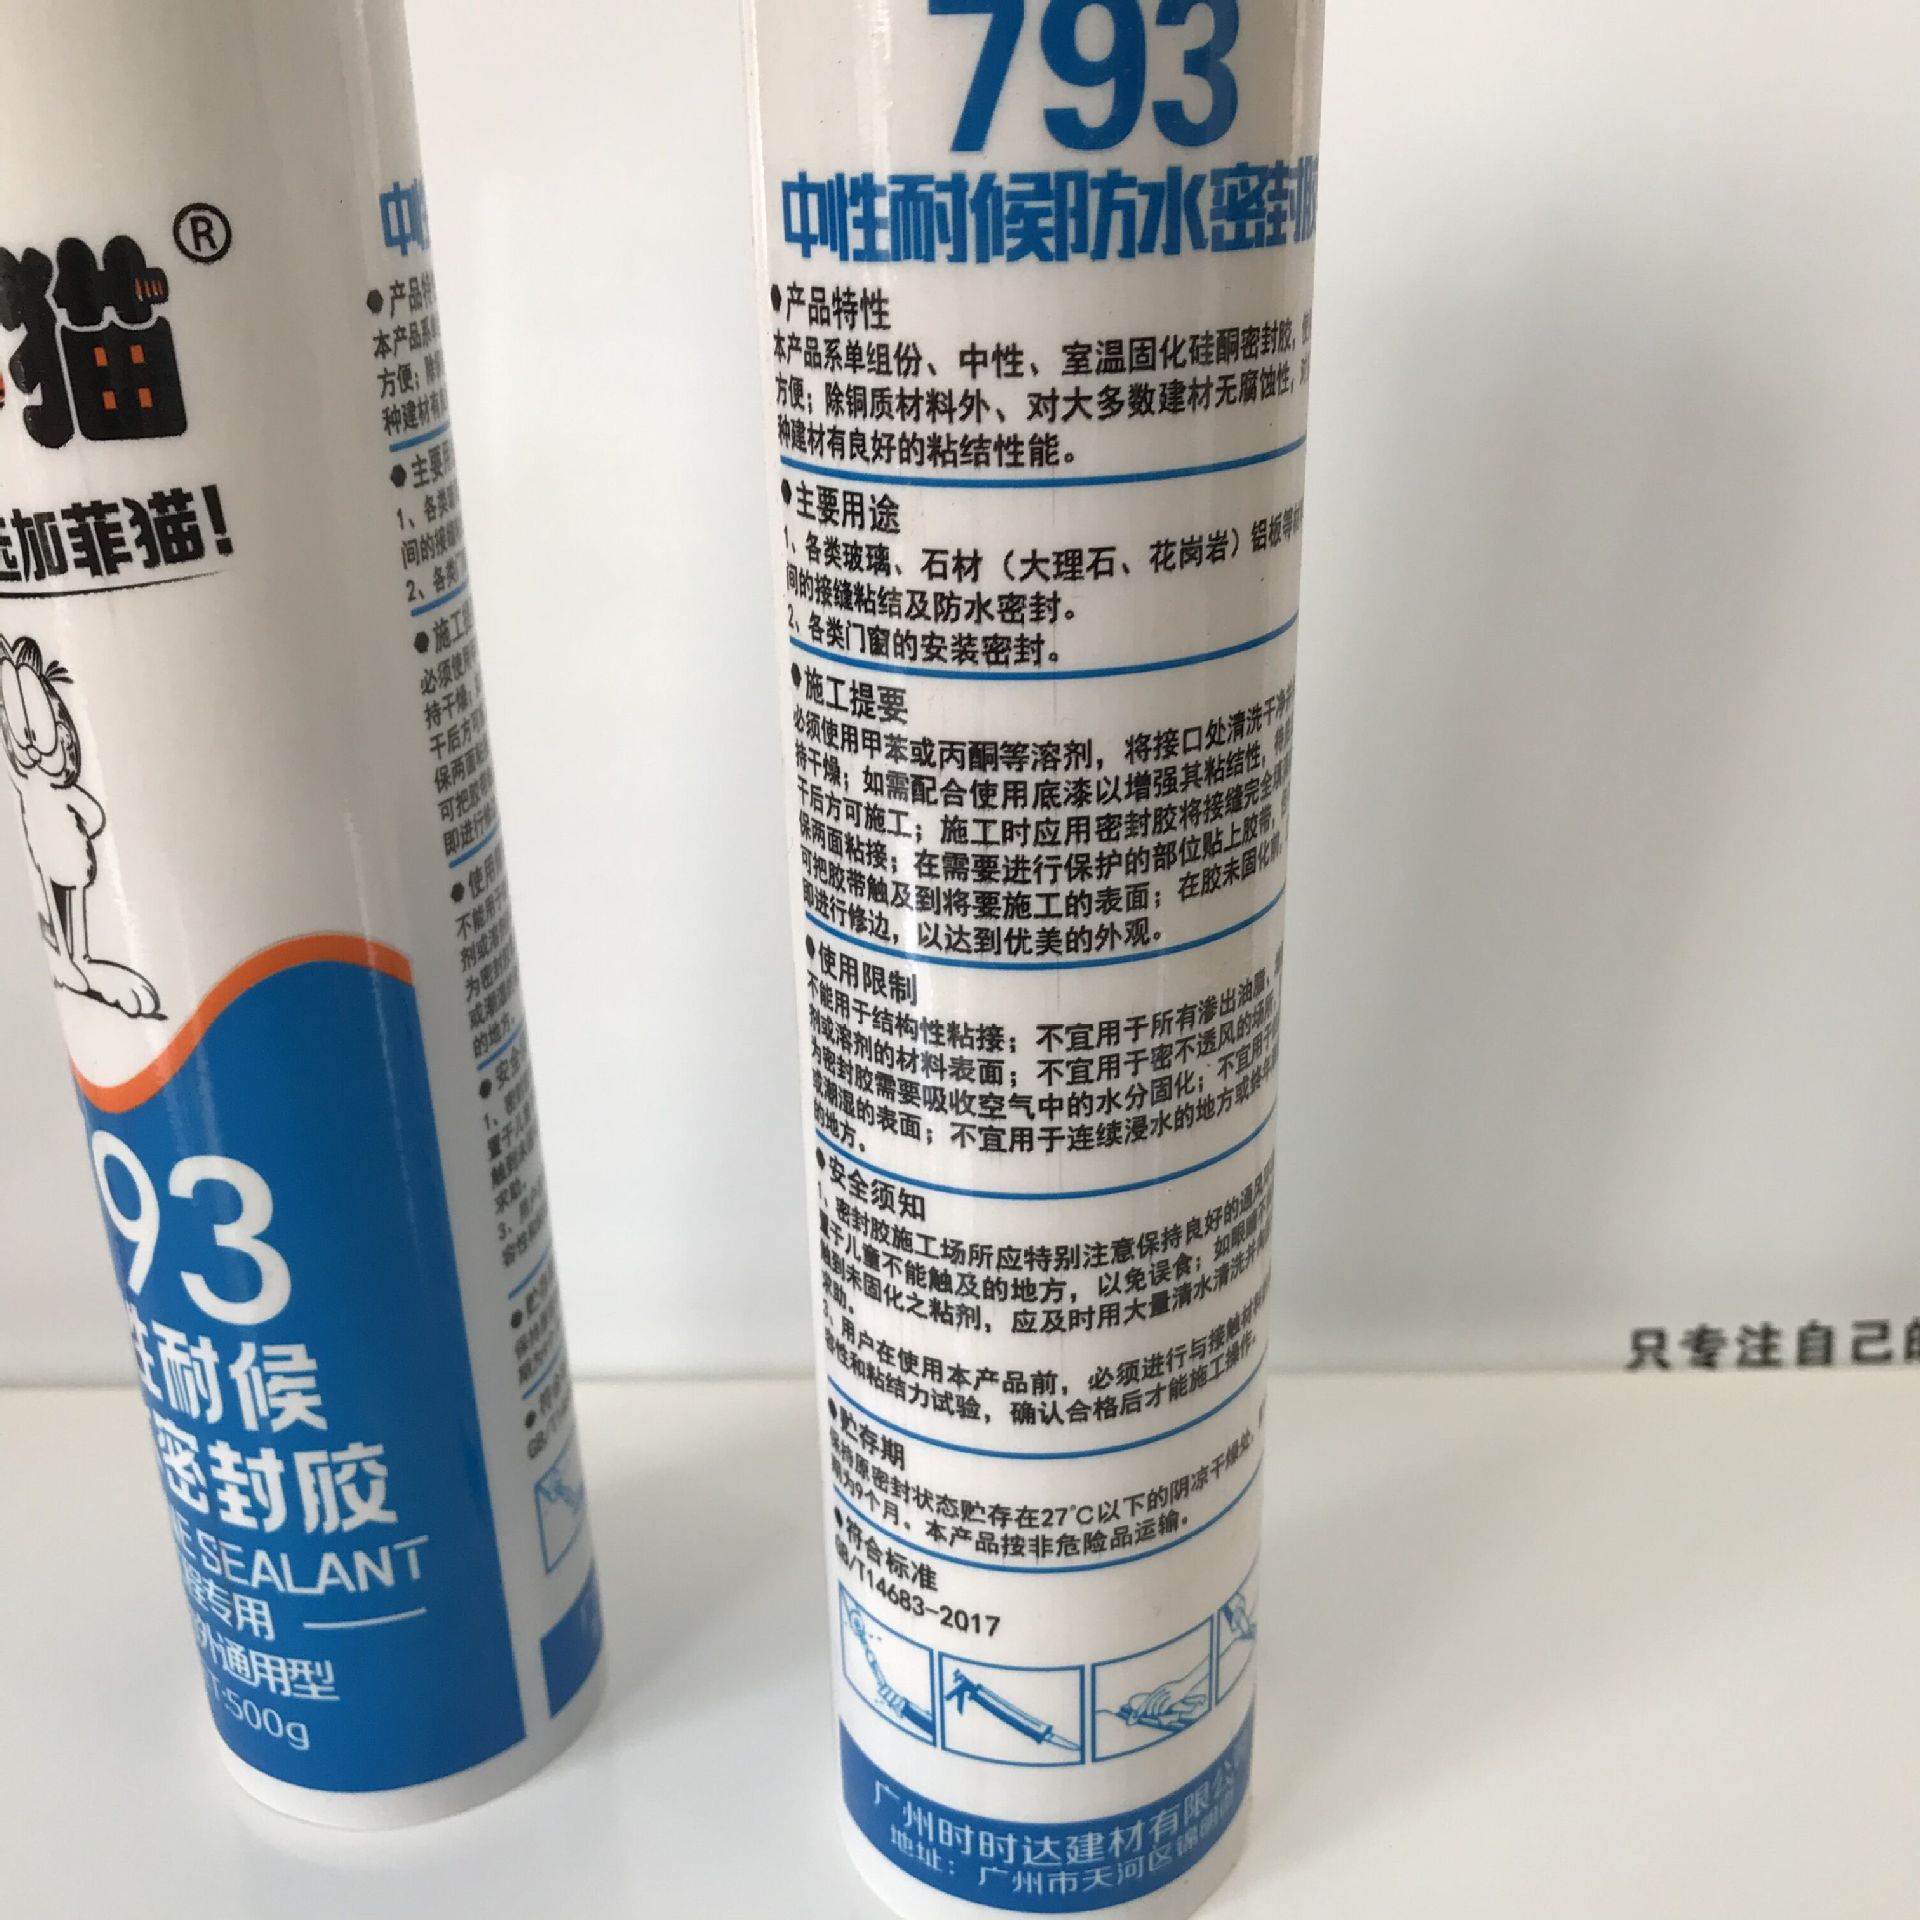 猫®
加菲猫!
93
性耐候
密封胶
SEALANT
专用
外通用型
500g
793
中性耐候防水密封胶
●产品特性
本产品系单组份、中性、室温固化硅酮密封胶,
方便;除铜质材料外、对大多数建材无腐蚀性,对
种建材有良好的粘结性能。
●主要用途
1、各类玻璃、石材(大理石、花岗岩)铝板等
间的接缝粘结及防水密封。
2、各类门窗的安装密封。
●施工提要
必须使用甲苯或丙酮等溶剂,将接口处清洗干净
持干燥;如需配合使用底漆以增强其粘结性,
干后方可施工;施工时应用密封胶将接缝完全填
保两面粘接;在需要进行保护的部位贴上胶带,
可把胶带触及到将要施工的表面;在胶未固化前,
即进行修边,以达到优美的外观。
●使用限制
不能用于结构性粘接;不宜用于所有渗出油脂、
剂或溶剂的材料表面;不宜用于密不透风的场所,
为密封胶需要吸收空气中的水分固化;不宜用于
或潮湿的表面;不宜用于连续浸水的地方或终年
的地方。
●安全须知
1、密封胶施工场所应特别注意保持良好的通风
置于儿童不能触及的地方,以免误食;如眼睛不
触到未固化之粘剂,应及时用大量清水清洗并
求助。
3、用户在使用本产品前,必须进行与接触材料
容性和粘结力试验,确认合格后才能施工操作。
●贮存期
保持原密封状态贮存在27℃以下的阴凉干燥处,
期为9个月。本产品按非危险品运输。
●符合标准
GB/T14683-2017
广州时时达建材有限公
地址:广州市天河区
只专注自己的